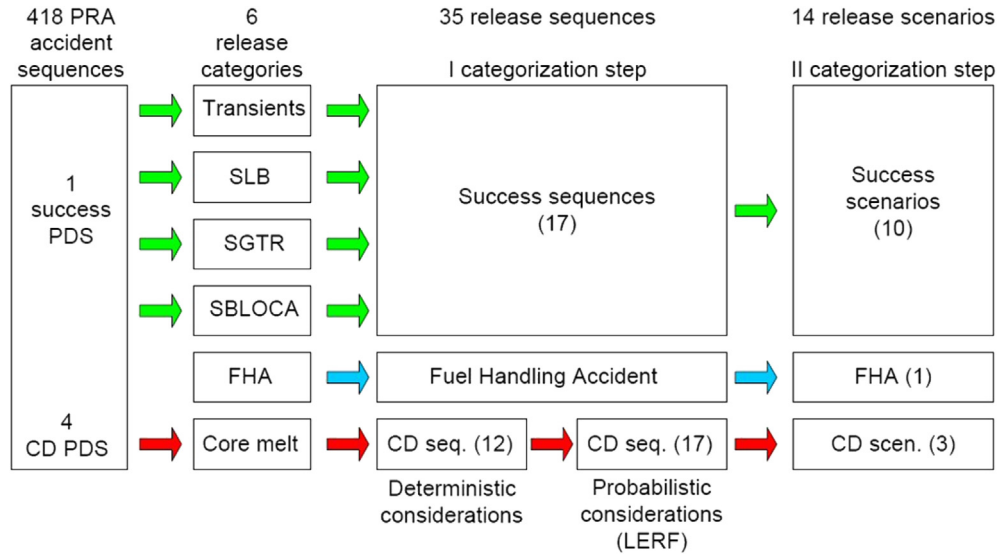 418 PRA
accident
sequences
6
release
categories
35 release sequences
I categorization step
14 release scenarios
II categorization step
1
success
PDS
4
CD PDS
Transients
SLB
SGTR
SBLOCA
FHA
Core melt
Success sequences
(17)
Fuel Handling Accident
CD seq. (12)
CD seq. (17)
Deterministic
considerations
Probabilistic
considerations
(LERF)
Success
scenarios
(10)
FHA (1)
CD scen. (3)